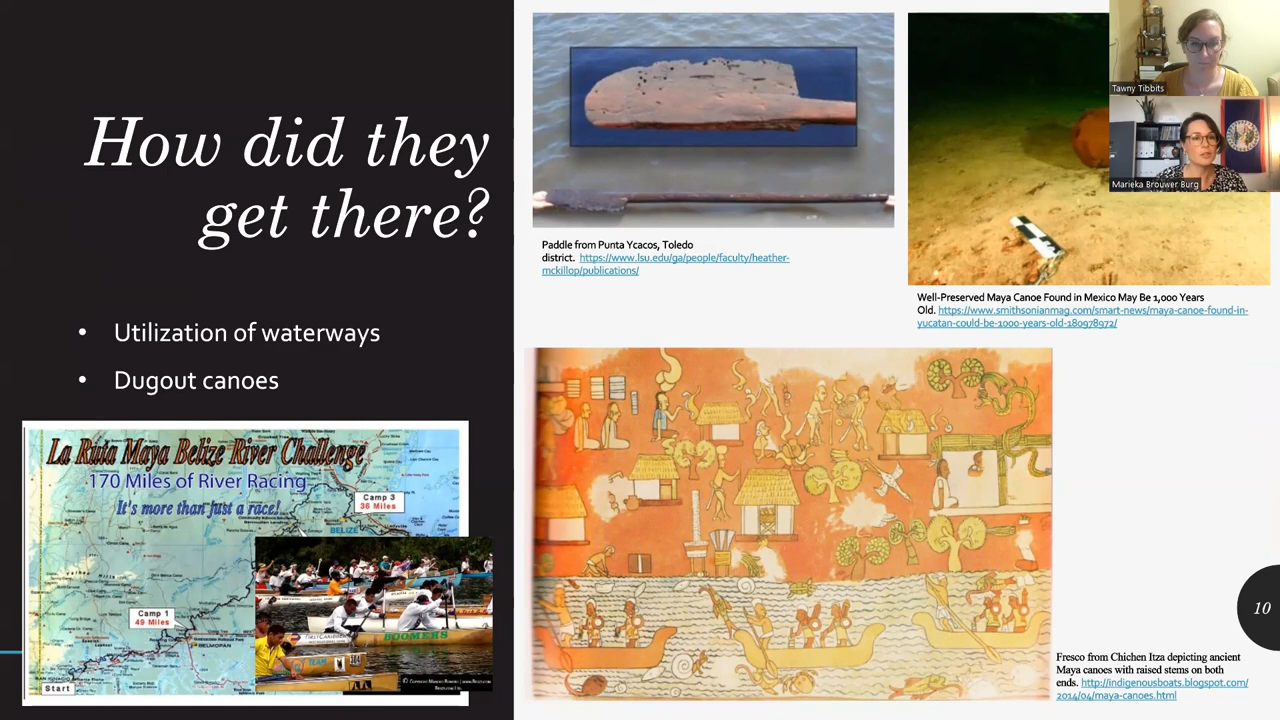 How did they
get there?
• Utilization of waterways
• Dugout canoes
La Ruta Maya Belize River Challenge
170 Miles of River Racing
It's more than just a race!
Camp 3
36 Miles
BELIZE
Camp 1
49 Miles
BELMOPAN
Start
BOOMERS
TEAM
Paddle from Punta Ycacos, Toledo
district. https://www.lsu.edu/ga/people/faculty/heather-
mckillop/publications/
Tawny Tibbits
Marieka Brouwer Burg
Well-Preserved Maya Canoe Found in Mexico May Be 1,000 Years
Old. https://www.smithsonianmag.com/smart-news/maya-canoe-found-in-
yucatan-could-be-1000-years-old-180978972/
Fresco from Chichen Itza depicting ancient
Maya canoes with raised stems on both
ends. http://indigenousboats.blogspot.com/
2014/04/maya-canoes.html
10